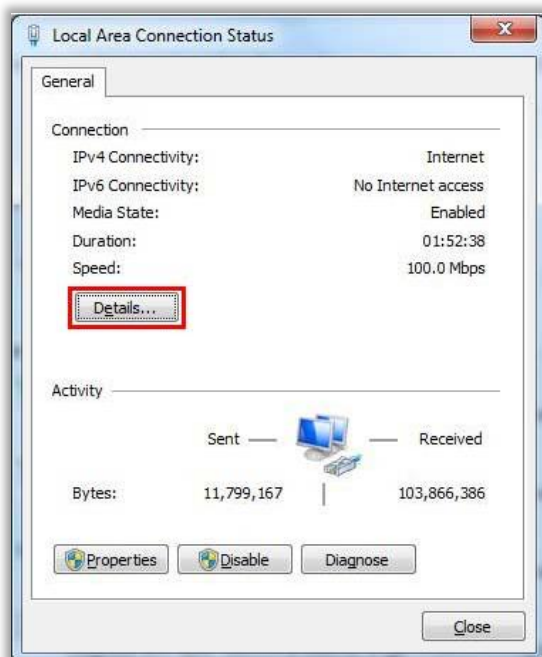 Local Area Connection Status
General
Connection
IPv4 Connectivity: Internet
IPv6 Connectivity: No Internet access
Media State: Enabled
Duration: 01:52:38
Speed: 100.0 Mbps
Details...
Activity
Sent — — Received
Bytes: 11,799,167 | 103,866,386
Properties Disable Diagnose
Close